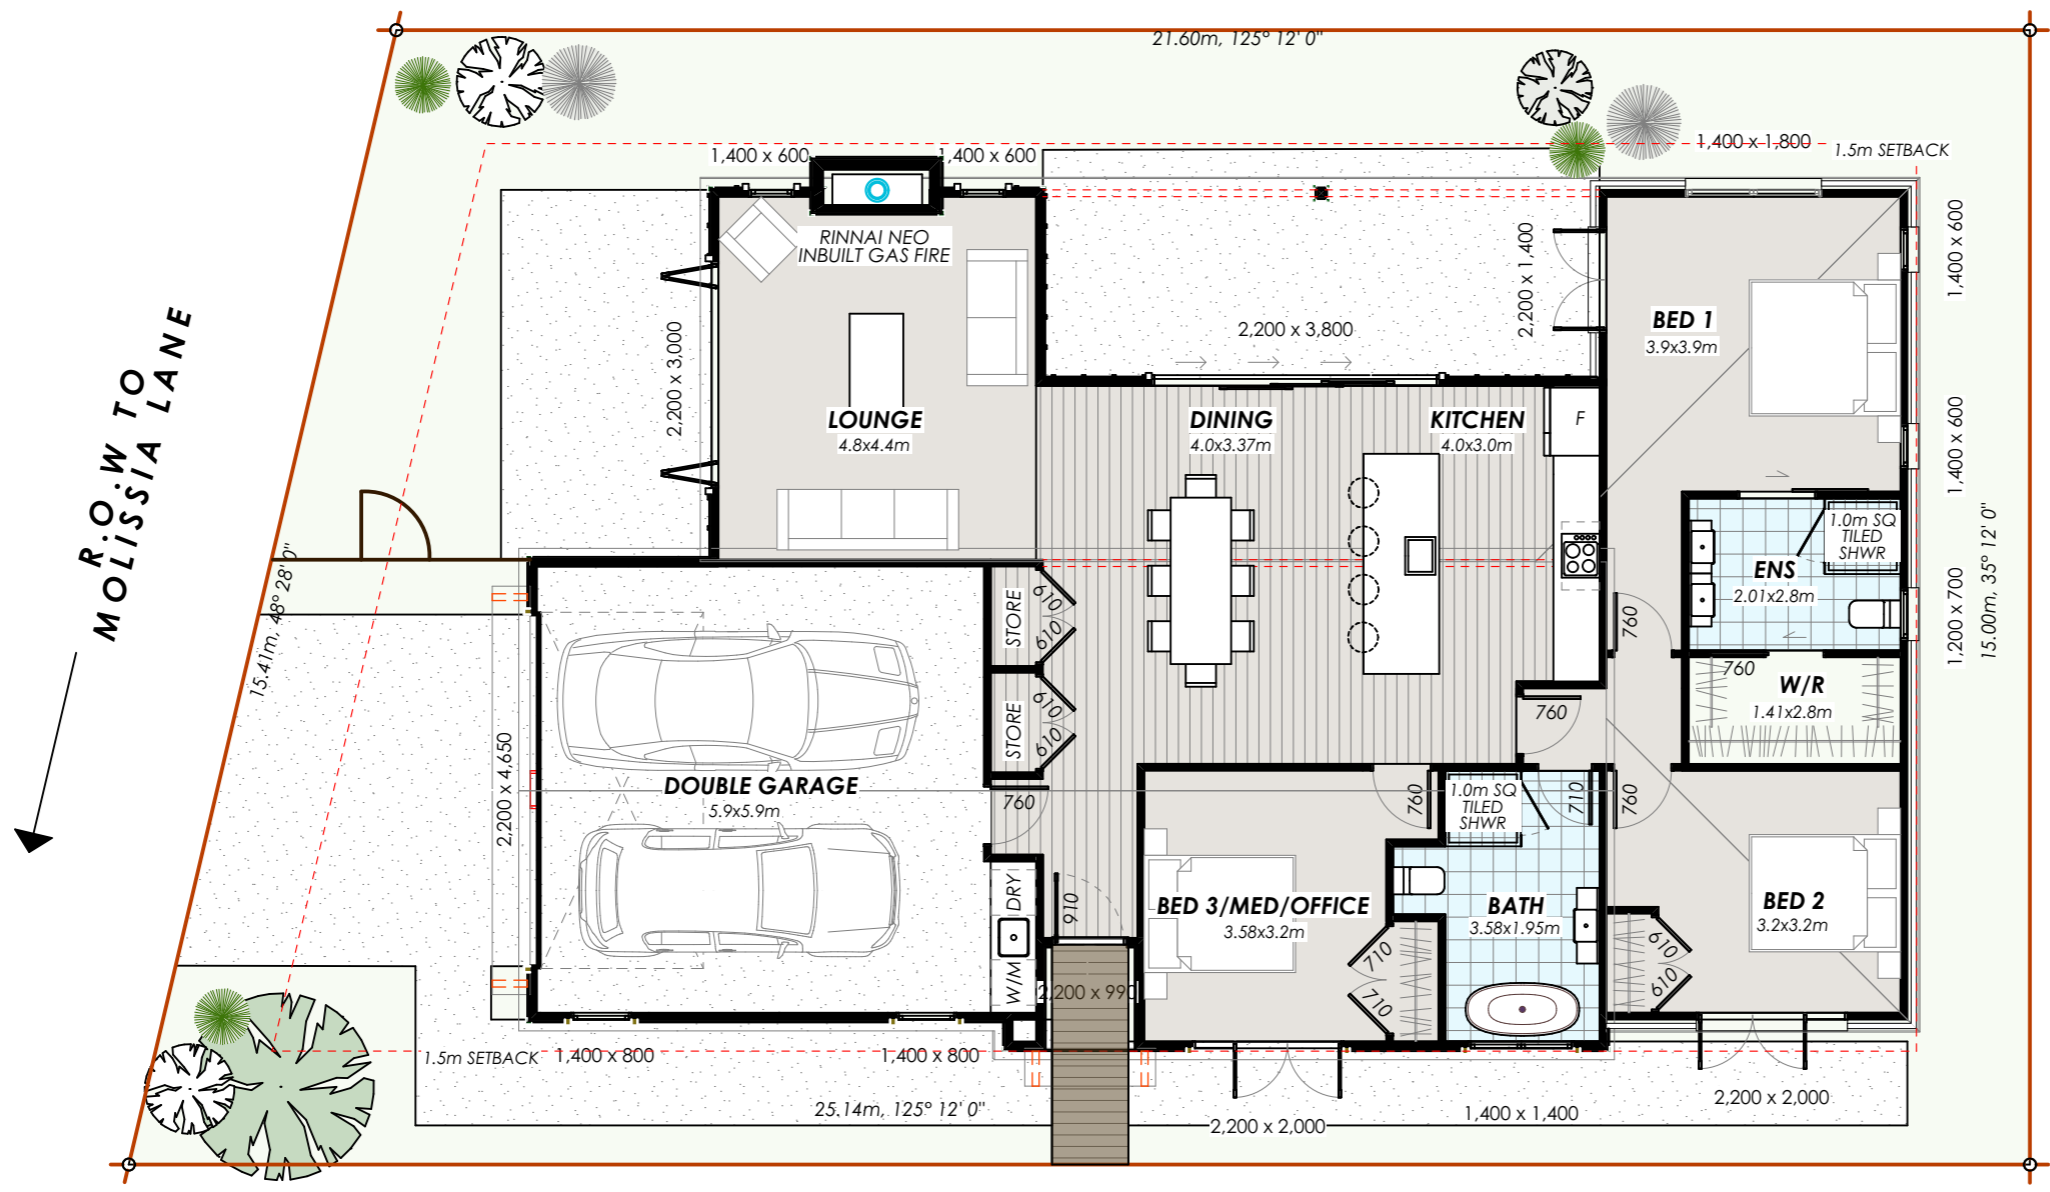 21.60m, 125° 12' 0"
1,400 x 600
1,400 x 600
1,400 x 1,800
1.5m SETBACK
RINNAI NEO
INBUILT GAS FIRE
2,200 x 1,400
1,400 x 600
2,200 x 3,800
2,200 x 3,000
BED 1
3.9x3.9m
R.O.W TO
MOLISSIA LANE
LOUNGE
4.8x4.4m
DINING
4.0x3.37m
KITCHEN
4.0x3.0m
F
1,400 x 600
1.0m SQ
TILED
SHWR
ENS
2.01x2.8m
15.00m, 35° 12' 0"
1,200 x 700
15.41m, 48° 28' 0"
STORE
610
610
760
760
W/R
1.41x2.8m
STORE
610
610
760
2,200 x 4,650
DOUBLE GARAGE
5.9x5.9m
760
760
1.0m SQ
TILED
SHWR
710
760
DRY
W/M
910
BED 3/MED/OFFICE
3.58x3.2m
710
710
BATH
3.58x1.95m
610
610
BED 2
3.2x3.2m
2,200 x 990
1.5m SETBACK
1,400 x 800
1,400 x 800
25.14m, 125° 12' 0"
2,200 x 2,000
1,400 x 1,400
2,200 x 2,000